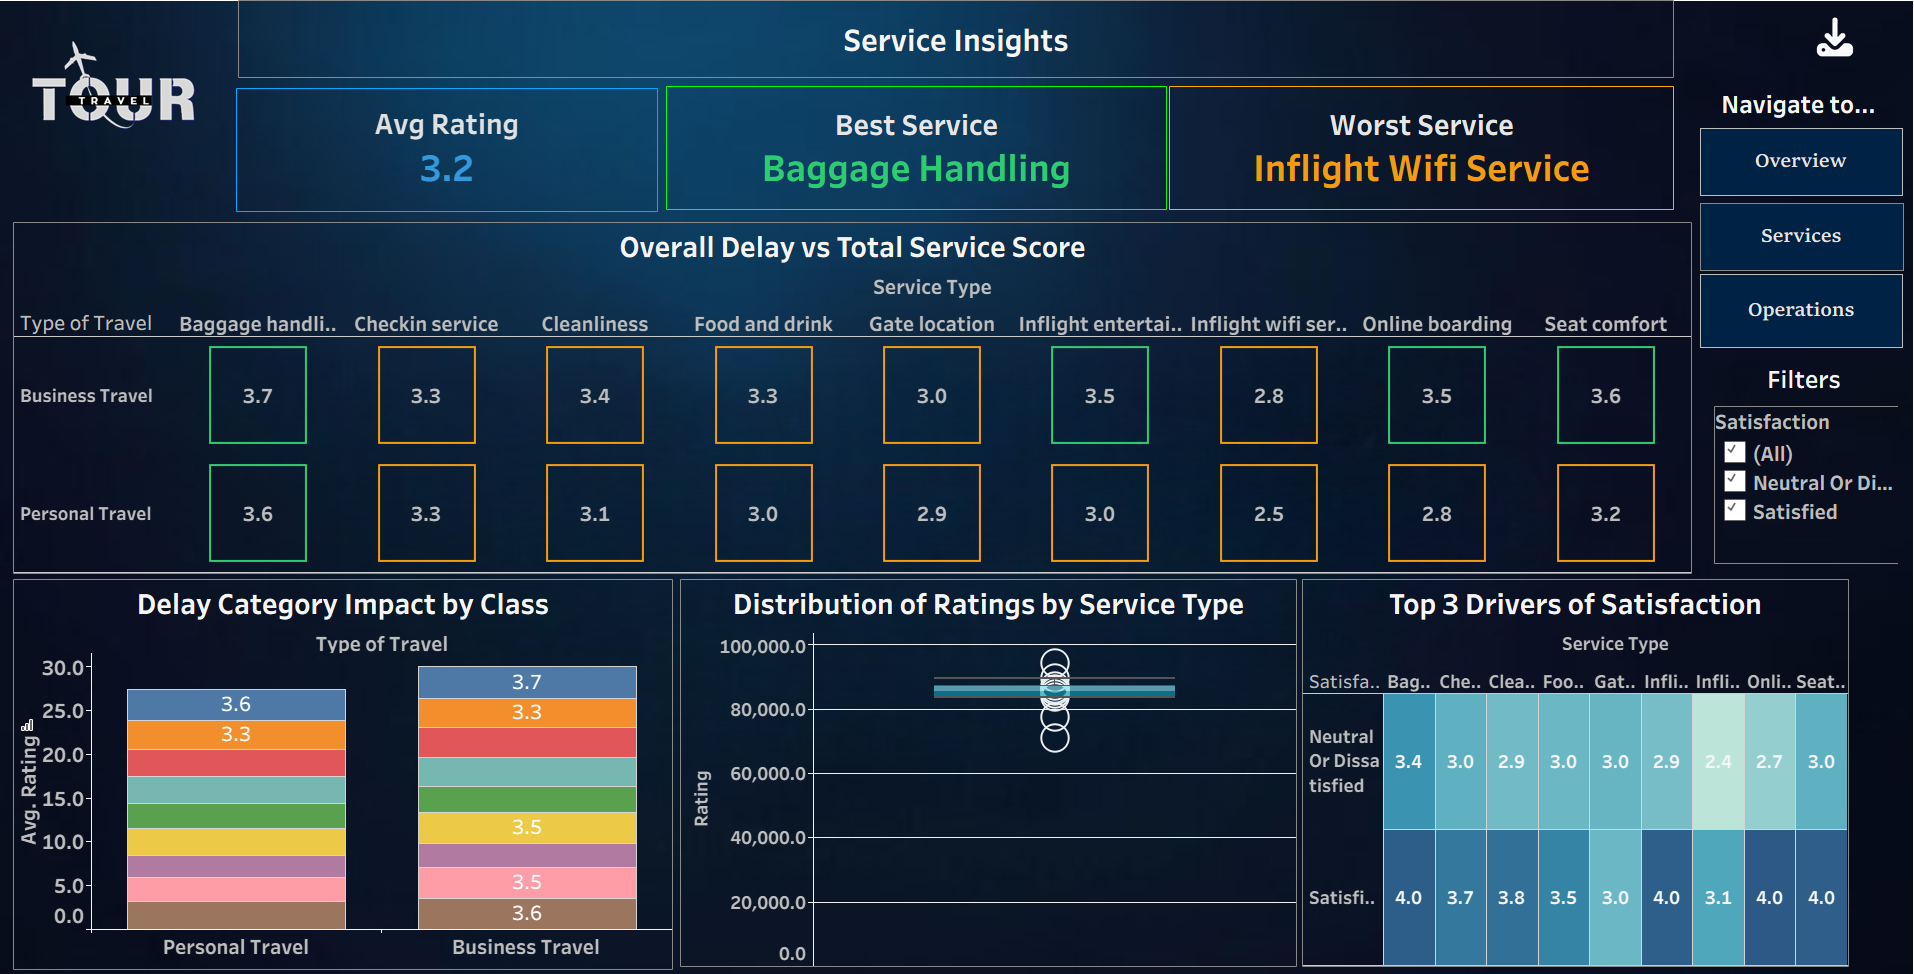 TOUR
TRAVEL
Service Insights
Avg Rating
3.2
Best Service
Baggage Handling
Worst Service
Inflight Wifi Service
Navigate to...
Overview
Services
Operations
Filters
Satisfaction
(All)
Neutral Or Di...
Satisfied
Overall Delay vs Total Service Score
Service Type
Type of Travel Baggage handli.. Checkin service Cleanliness Food and drink Gate location Inflight entertai.. Inflight wifi ser.. Online boarding Seat comfort
Business Travel 3.7 3.3 3.4 3.3 3.0 3.5 2.8 3.5 3.6
Personal Travel 3.6 3.3 3.1 3.0 2.9 3.0 2.5 2.8 3.2
Delay Category Impact by Class
Type of Travel
Avg. Rating
30.0
25.0
20.0
15.0
10.0
5.0
0.0
3.6
3.3
3.7
3.3
3.5
3.5
3.6
Personal Travel Business Travel
Distribution of Ratings by Service Type
Rating
100,000.0
80,000.0
60,000.0
40,000.0
20,000.0
0.0
Top 3 Drivers of Satisfaction
Service Type
Satisfa.. Bag.. Che.. Clea.. Foo.. Gat.. Infli.. Infli.. Onli.. Seat..
Neutral
Or Dissa
tisfied
3.4 3.0 2.9 3.0 3.0 2.9 2.4 2.7 3.0
Satisfi.. 4.0 3.7 3.8 3.5 3.0 4.0 3.1 4.0 4.0